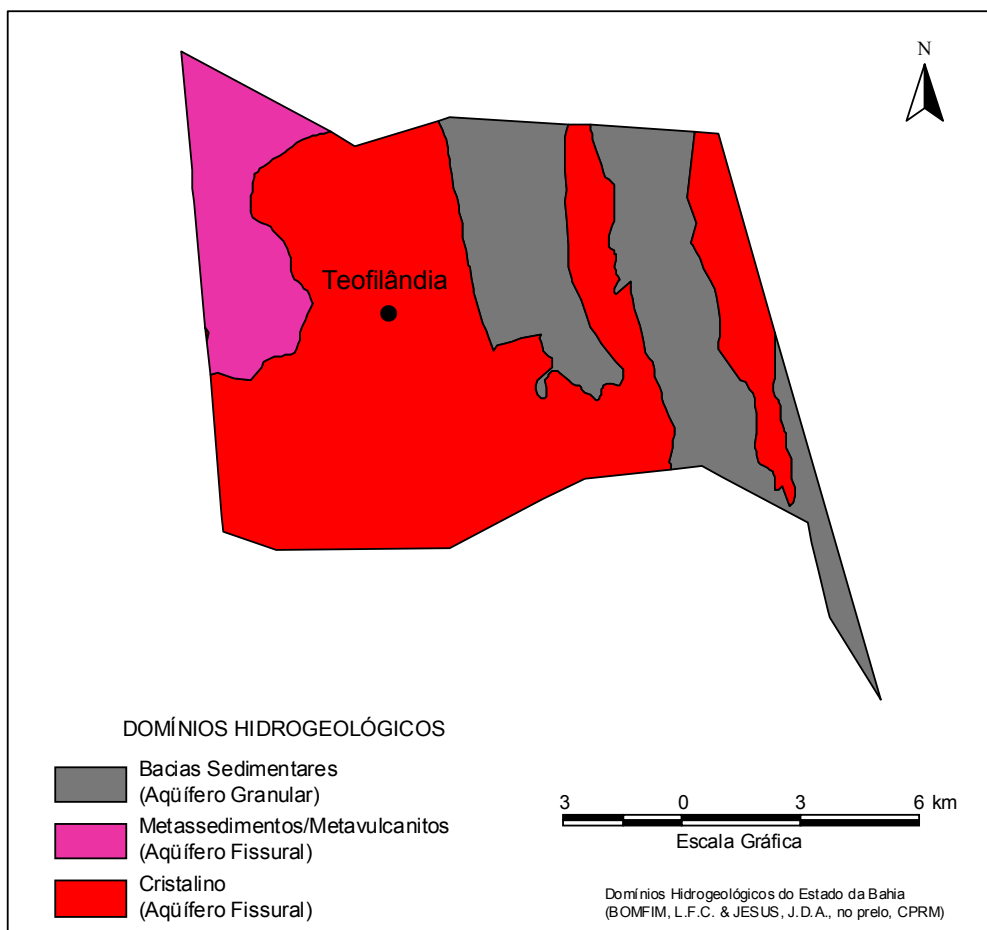 N
Teofilândia
DOMÍNIOS HIDROGEOLÓGICOS
Bacias Sedimentares
(Aqüífero Granular)
Metassedimentos/Metavulcanitos
(Aqüífero Fissural)
Cristalino
(Aqüífero Fissural)
3 0 3 6 km
Escala Gráfica
Domínios Hidrogeológicos do Estado da Bahia
(BOMFIM, L.F.C. & JESUS, J.D.A., no prelo, CPRM)